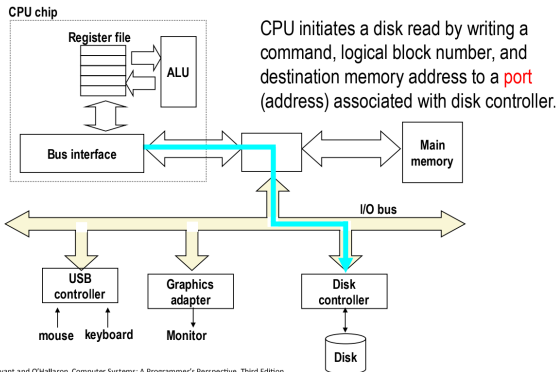 CPU chip
CPU initiates a disk read by writing a
command, logical block number, and
destination memory address to a port
(address) associated with disk controller.
Register file
ALU
Bus interface
Main
memory
I/O bus
USB
controller
Graphics
adapter
Disk
controller
mouse keyboard
Monitor
Disk
and O'Hallaron, Computer Systems: A Programmer's Perspective, Third Edition